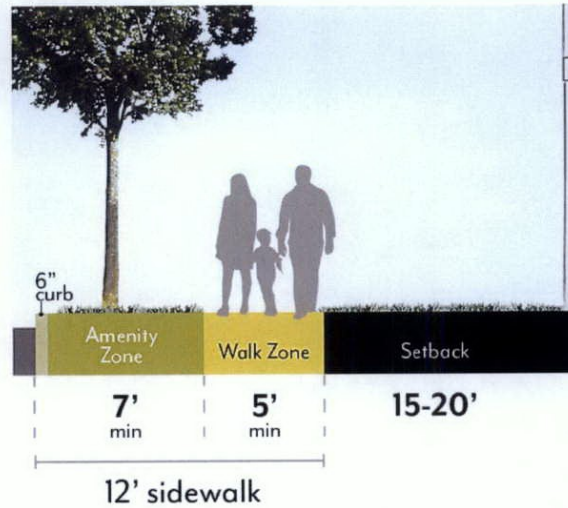 6"
curb
Amenity
Zone
Walk Zone
Setback
7'
min
5'
min
15-20'
12' sidewalk